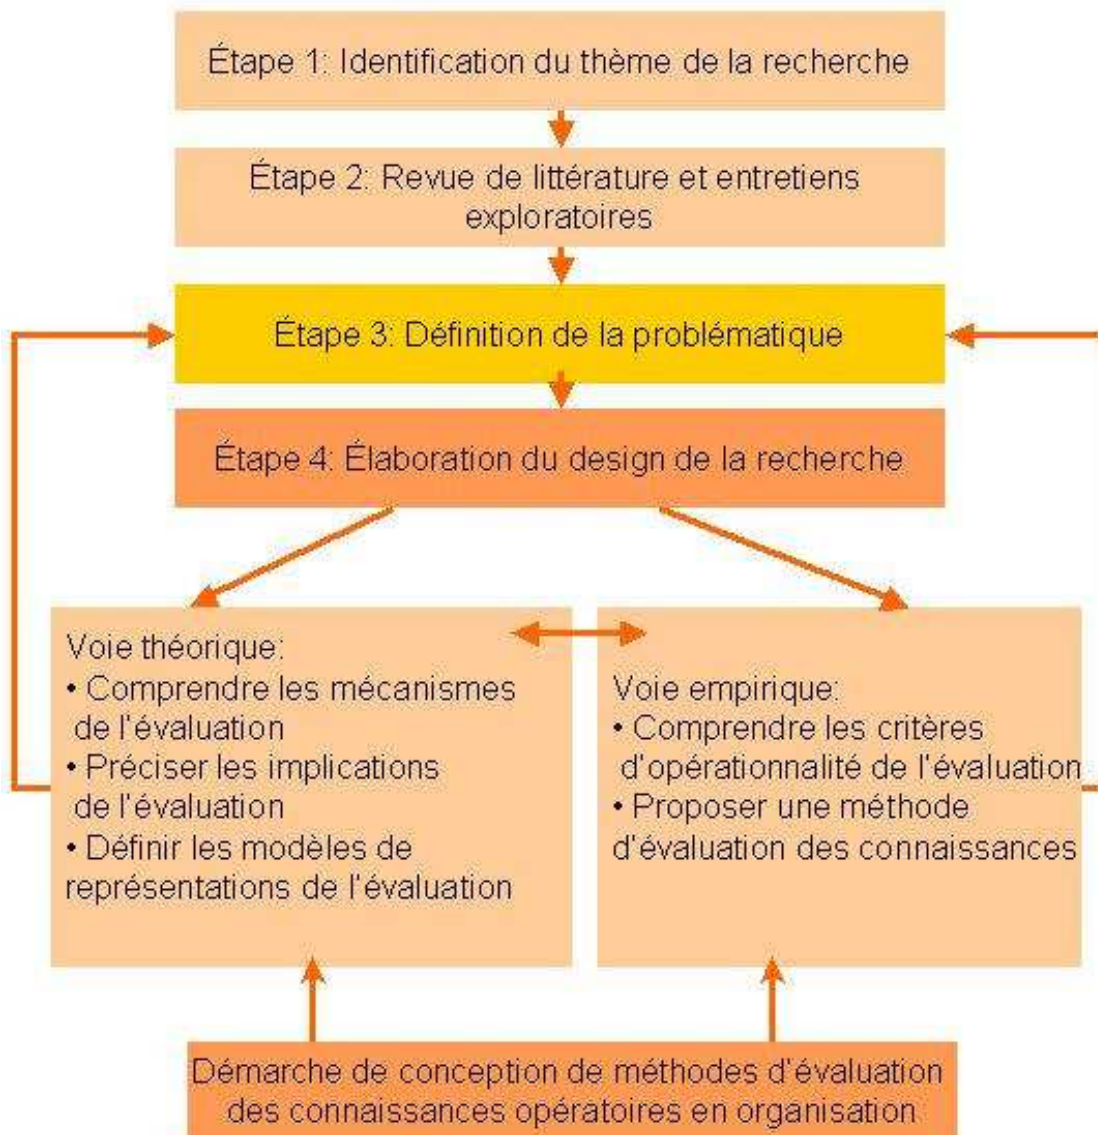 Étape 1: Identification du thème de la recherche
Étape 2: Revue de littérature et entretiens
exploratoires
Étape 3: Définition de la problématique
Étape 4: Élaboration du design de la recherche
Voie théorique:
• Comprendre les mécanismes
de l'évaluation
• Préciser les implications
de l'évaluation
• Définir les modèles de
représentations de l'évaluation
Voie empirique:
• Comprendre les critères
d'opérationnalité de l'évaluation
• Proposer une méthode
d'évaluation des connaissances
Démarche de conception de méthodes d'évaluation
des connaissances opératoires en organisation